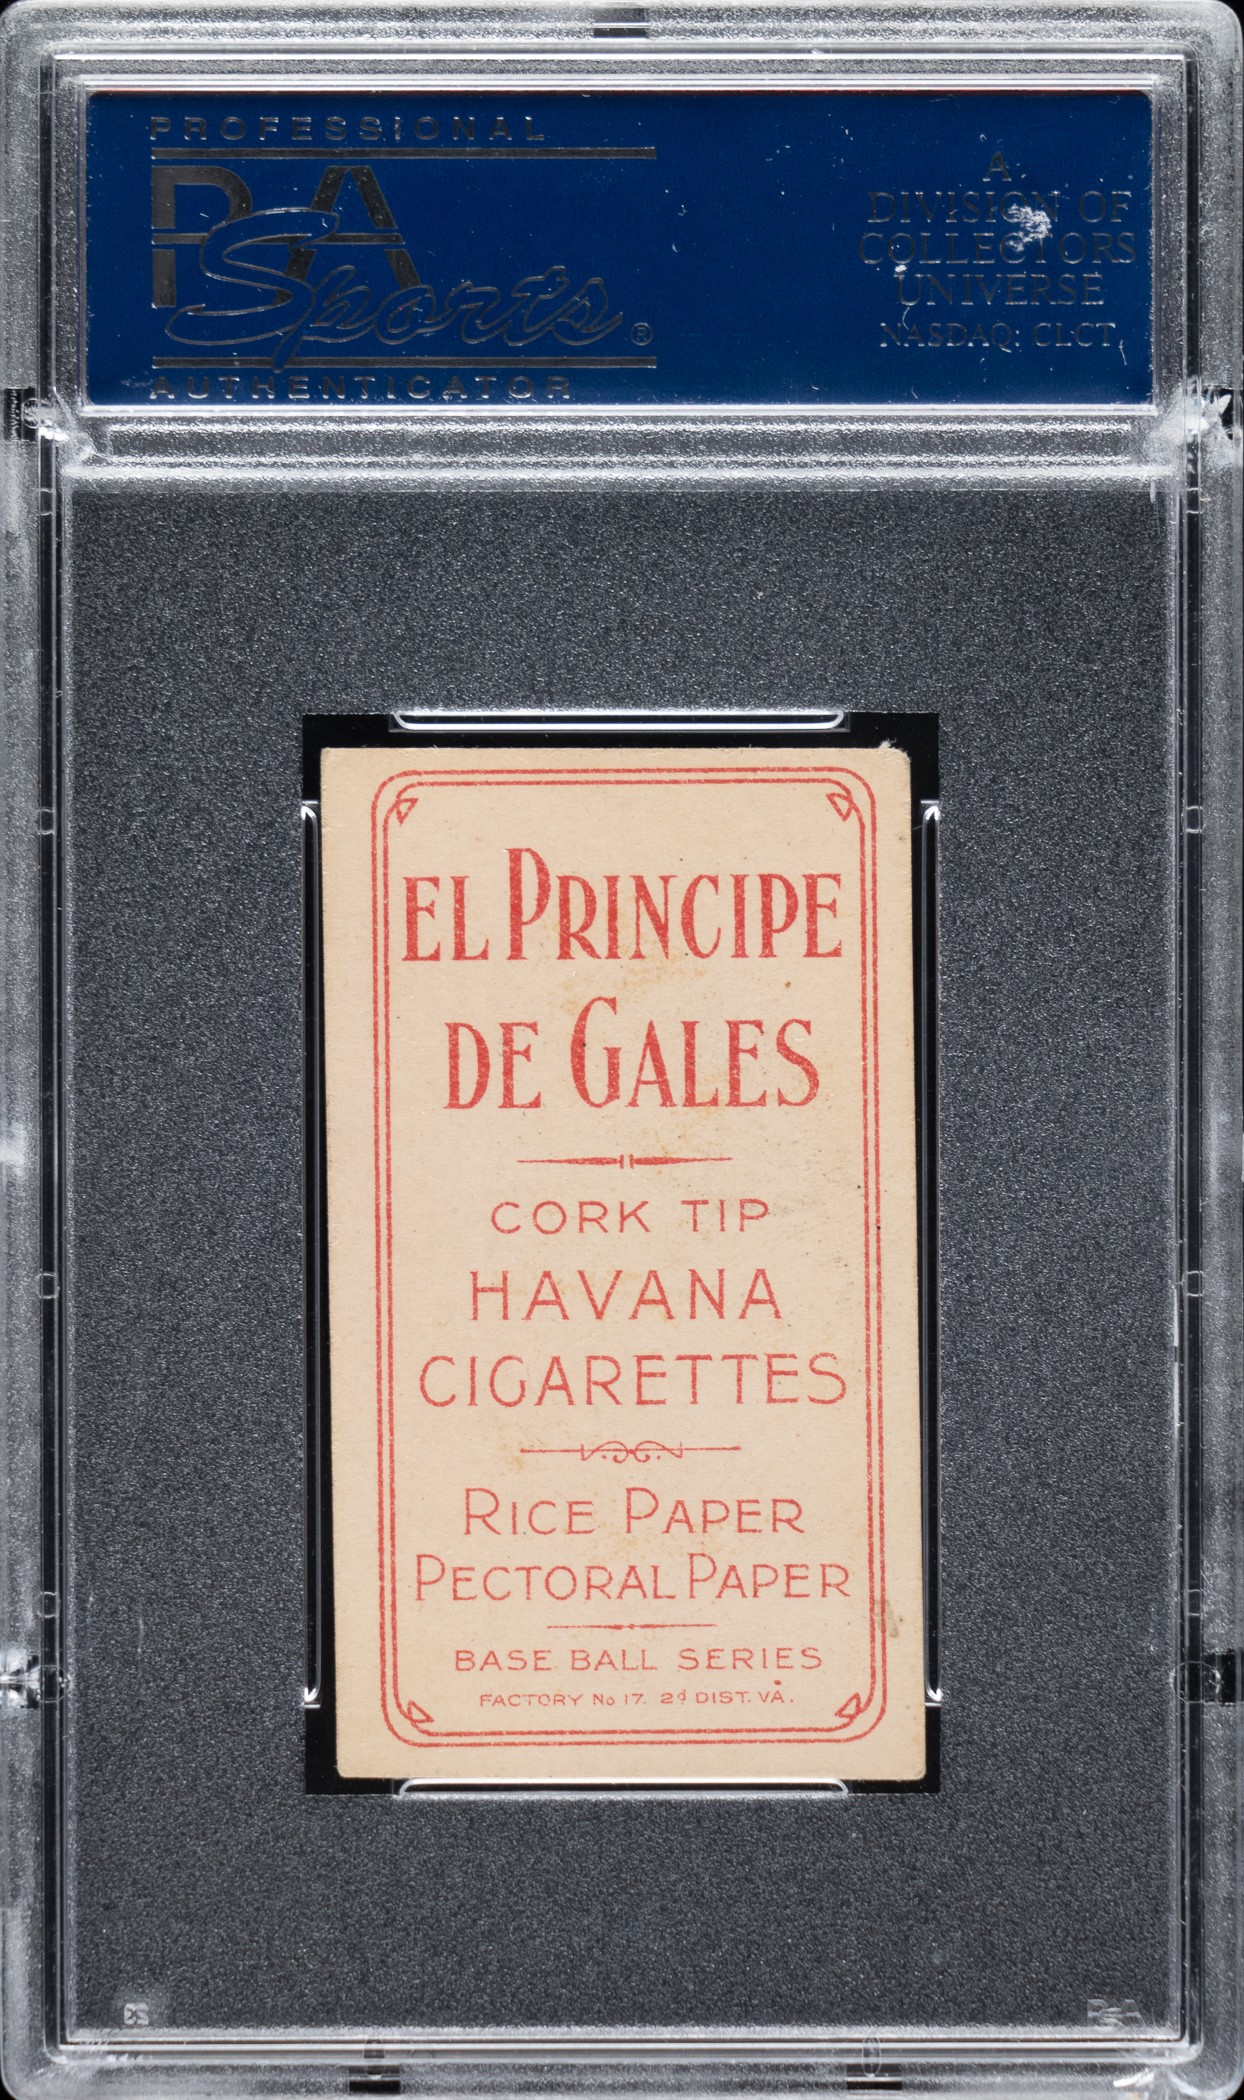 PROFESSIONAL
PSA
Sports®
AUTHENTICATOR
A
DIVISION OF
COLLECTORS
UNIVERSE
NASDAQ: CLCT
EL PRINCIPE
DE GALES
CORK TIP
HAVANA
CIGARETTES
RICE PAPER
PECTORAL PAPER
BASE BALL SERIES
FACTORY No 17. 2d DIST. VA.
PSA